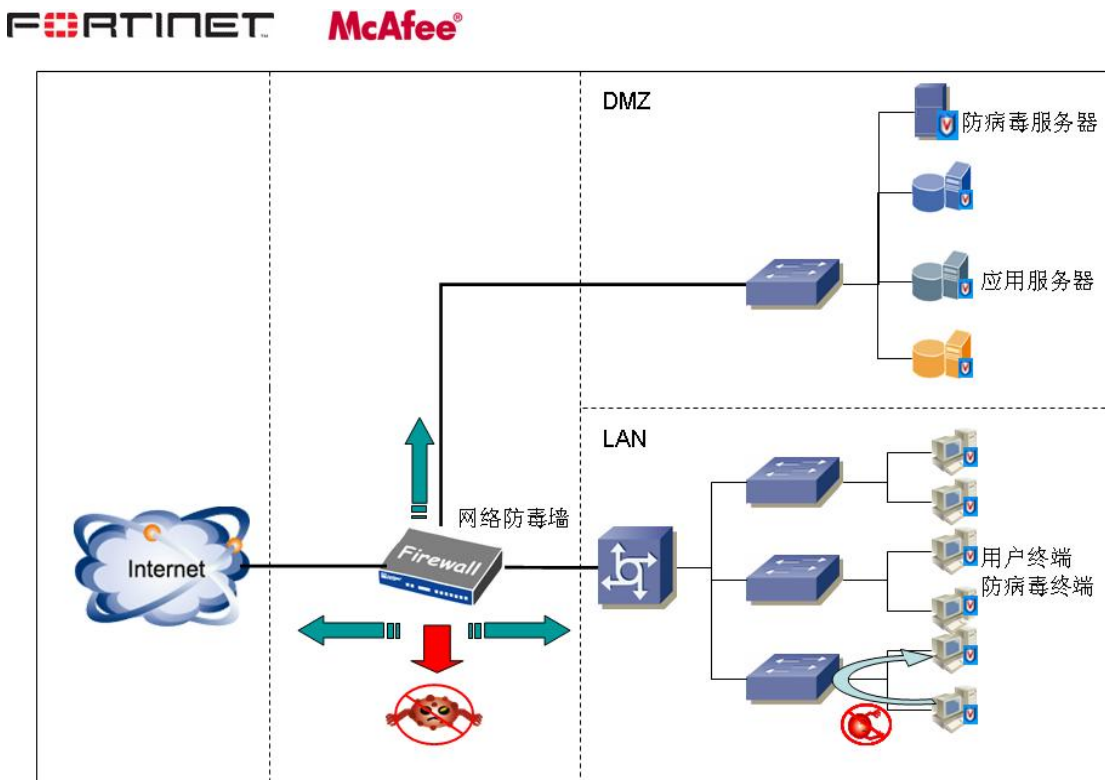 FORTINET
McAfee®
DMZ
防病毒服务器
应用服务器
LAN
网络防毒墙
Firewall
Internet
用户终端
防病毒终端